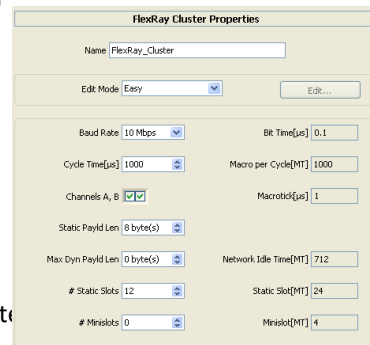 FlexRay Cluster Properties
Name FlexRay_Cluster
Edit Mode Easy Edit...
Baud Rate 10 Mbps Bit Time[µs] 0.1
Cycle Time[µs] 1000 Macro per Cycle[MT] 1000
Channels A, B Macrotick[µs] 1
Static Payld Len 8 byte(s)
Max Dyn Payld Len 0 byte(s) Network Idle Time[MT] 712
# Static Slots 12 Static Slot[MT] 24
# Minislots 0 Minislot[MT] 4